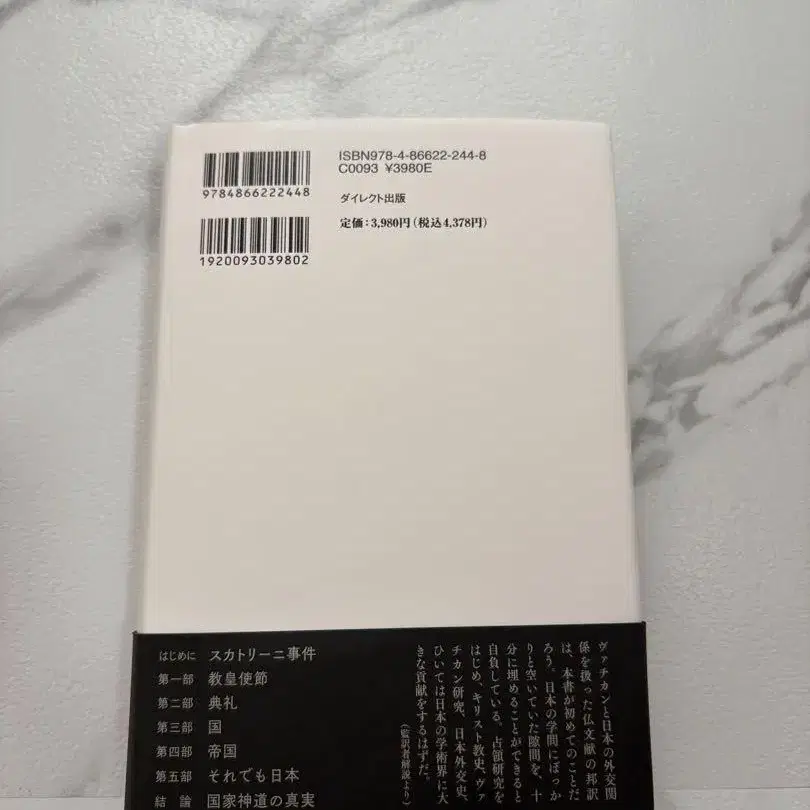 ISBN978-4-86622-244-8
C0093 ¥3980E
9784866222448
ダイレクト出版
定価：3,980円（税込4,378円）
1920093039802
はじめに　スカトリーニ事件
第一部　教皇使節
第二部　典礼
第三部　国
第四部　帝国
第五部　それでも日本
結　論　国家神道の真実
ヴァチカンと日本の外交関
係を扱った仏文献の邦訳
は、本書が初めてのことだ
ろう。日本の学問にぽっか
りと空いていた隙間を、十
分に埋めることができると
自負している。占領研究を
はじめ、キリスト教史、ヴァ
チカン研究、日本外交史、
ひいては日本の学術界に大
きな貢献をするはずだ。
（監訳者解説より）